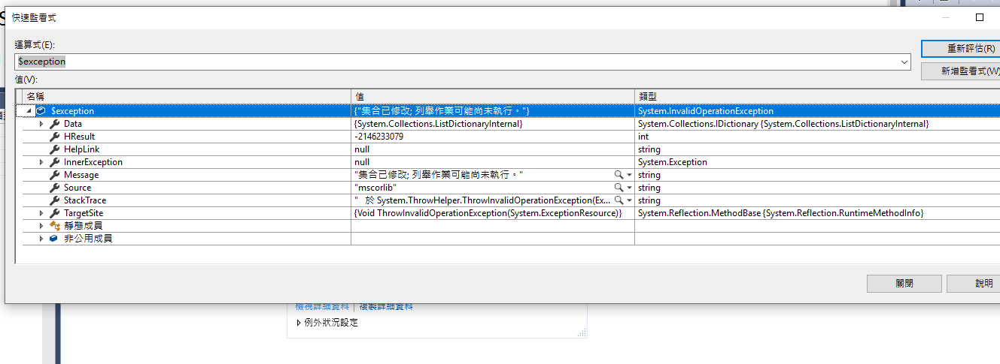 快速監看式
運算式(E):
$exception
重新評估(R)
值(V):
新增監看式(W)
名稱 值 類型
$exception {"集合已修改; 列舉作業可能尚未執行。"} System.InvalidOperationException
Data {System.Collections.ListDictionaryInternal} System.Collections.IDictionary {System.Collections.ListDictionaryInternal}
HResult -2146233079 int
HelpLink null string
InnerException null System.Exception
Message "集合已修改; 列舉作業可能尚未執行。" string
Source "mscorlib" string
StackTrace " 於 System.ThrowHelper.ThrowInvalidOperationException(Ex... string
TargetSite {Void ThrowInvalidOperationException(System.ExceptionResource)} System.Reflection.MethodBase {System.Reflection.RuntimeMethodInfo}
靜態成員
非公用成員
關閉 說明
檢視詳細資料 | 複製詳細資料
例外狀況設定